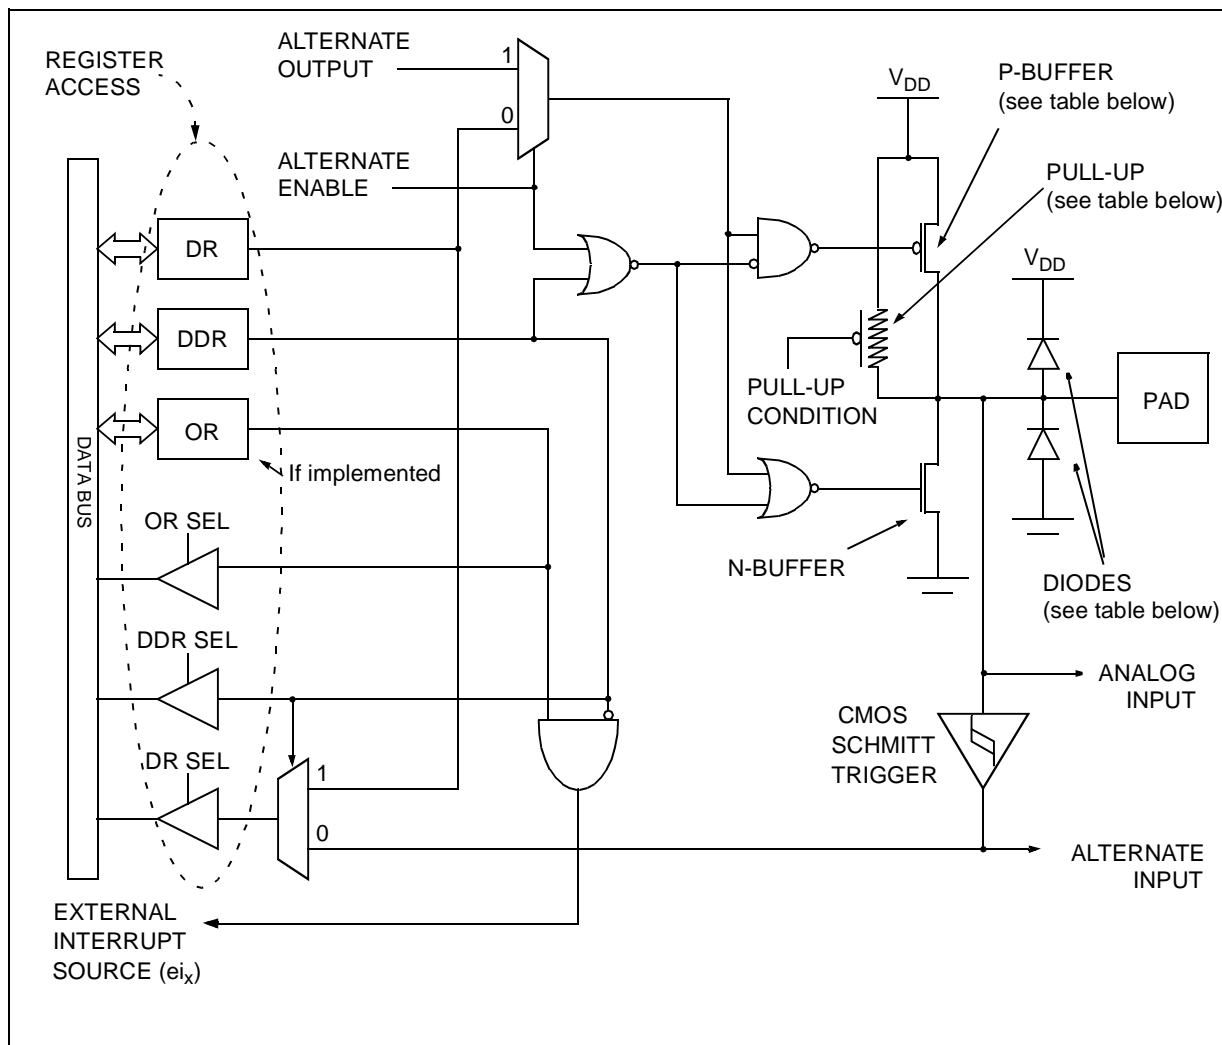 REGISTER
ACCESS
ALTERNATE
OUTPUT
1
0
ALTERNATE
ENABLE
VDD
P-BUFFER
(see table below)
PULL-UP
(see table below)
VDD
DR
DDR
OR
If implemented
DATA BUS
PULL-UP
CONDITION
PAD
OR SEL
N-BUFFER
DIODES
(see table below)
DDR SEL
ANALOG
INPUT
CMOS
SCHMITT
TRIGGER
DR SEL
1
0
ALTERNATE
INPUT
EXTERNAL
INTERRUPT
SOURCE (eix)